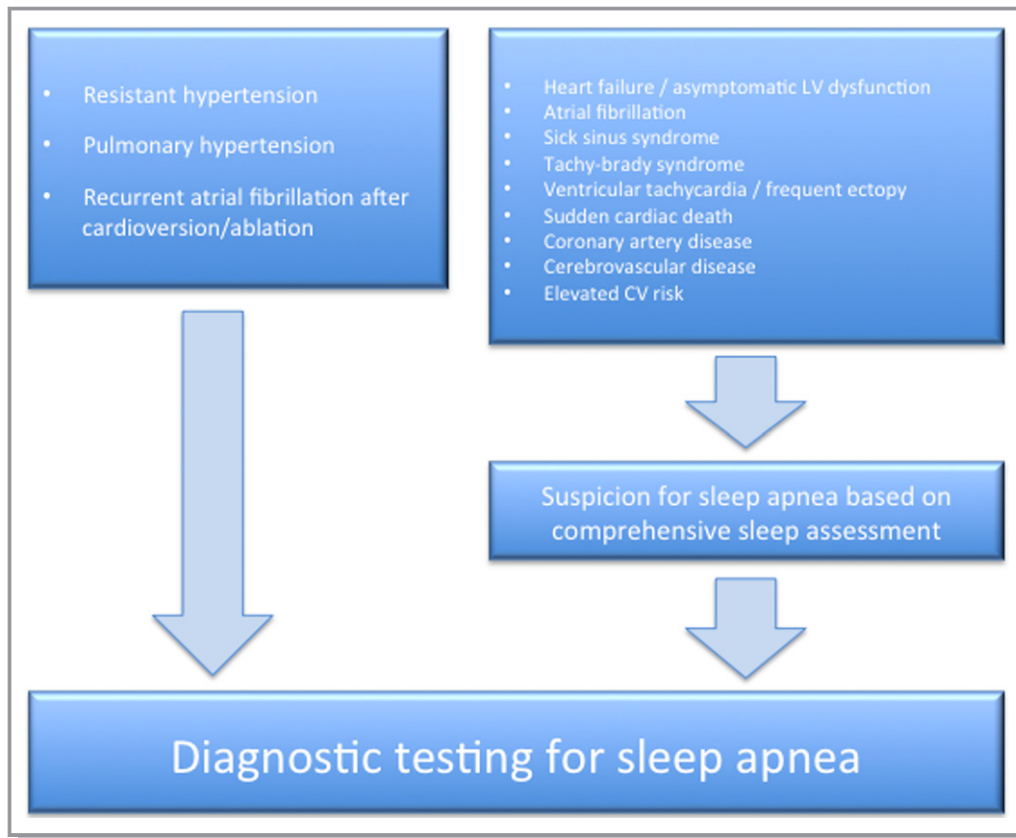 • Resistant hypertension
• Pulmonary hypertension
• Recurrent atrial fibrillation after
cardioversion/ablation
• Heart failure / asymptomatic LV dysfunction
• Atrial fibrillation
• Sick sinus syndrome
• Tachy-brady syndrome
• Ventricular tachycardia / frequent ectopy
• Sudden cardiac death
• Coronary artery disease
• Cerebrovascular disease
• Elevated CV risk
Suspicion for sleep apnea based on
comprehensive sleep assessment
Diagnostic testing for sleep apnea